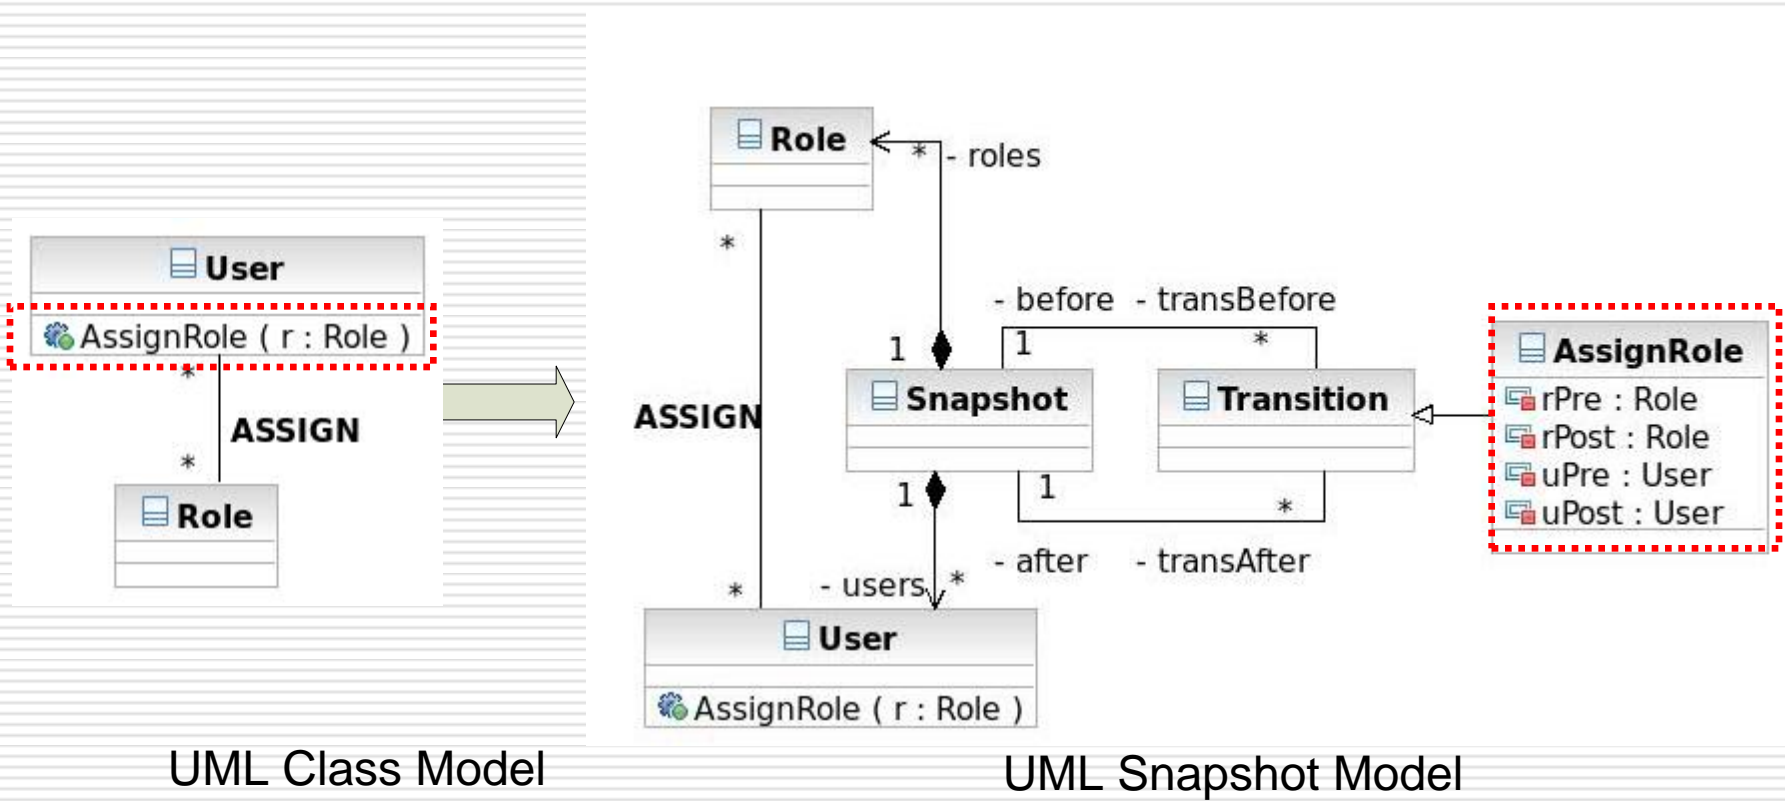 User
AssignRole ( r : Role )
*
ASSIGN
*
Role
UML Class Model
Role
* - roles
*
- before - transBefore
1 1 *
Snapshot
Transition
AssignRole
rPre : Role
rPost : Role
uPre : User
uPost : User
ASSIGN
1 1 *
- after - transAfter
* - users *
User
AssignRole ( r : Role )
UML Snapshot Model